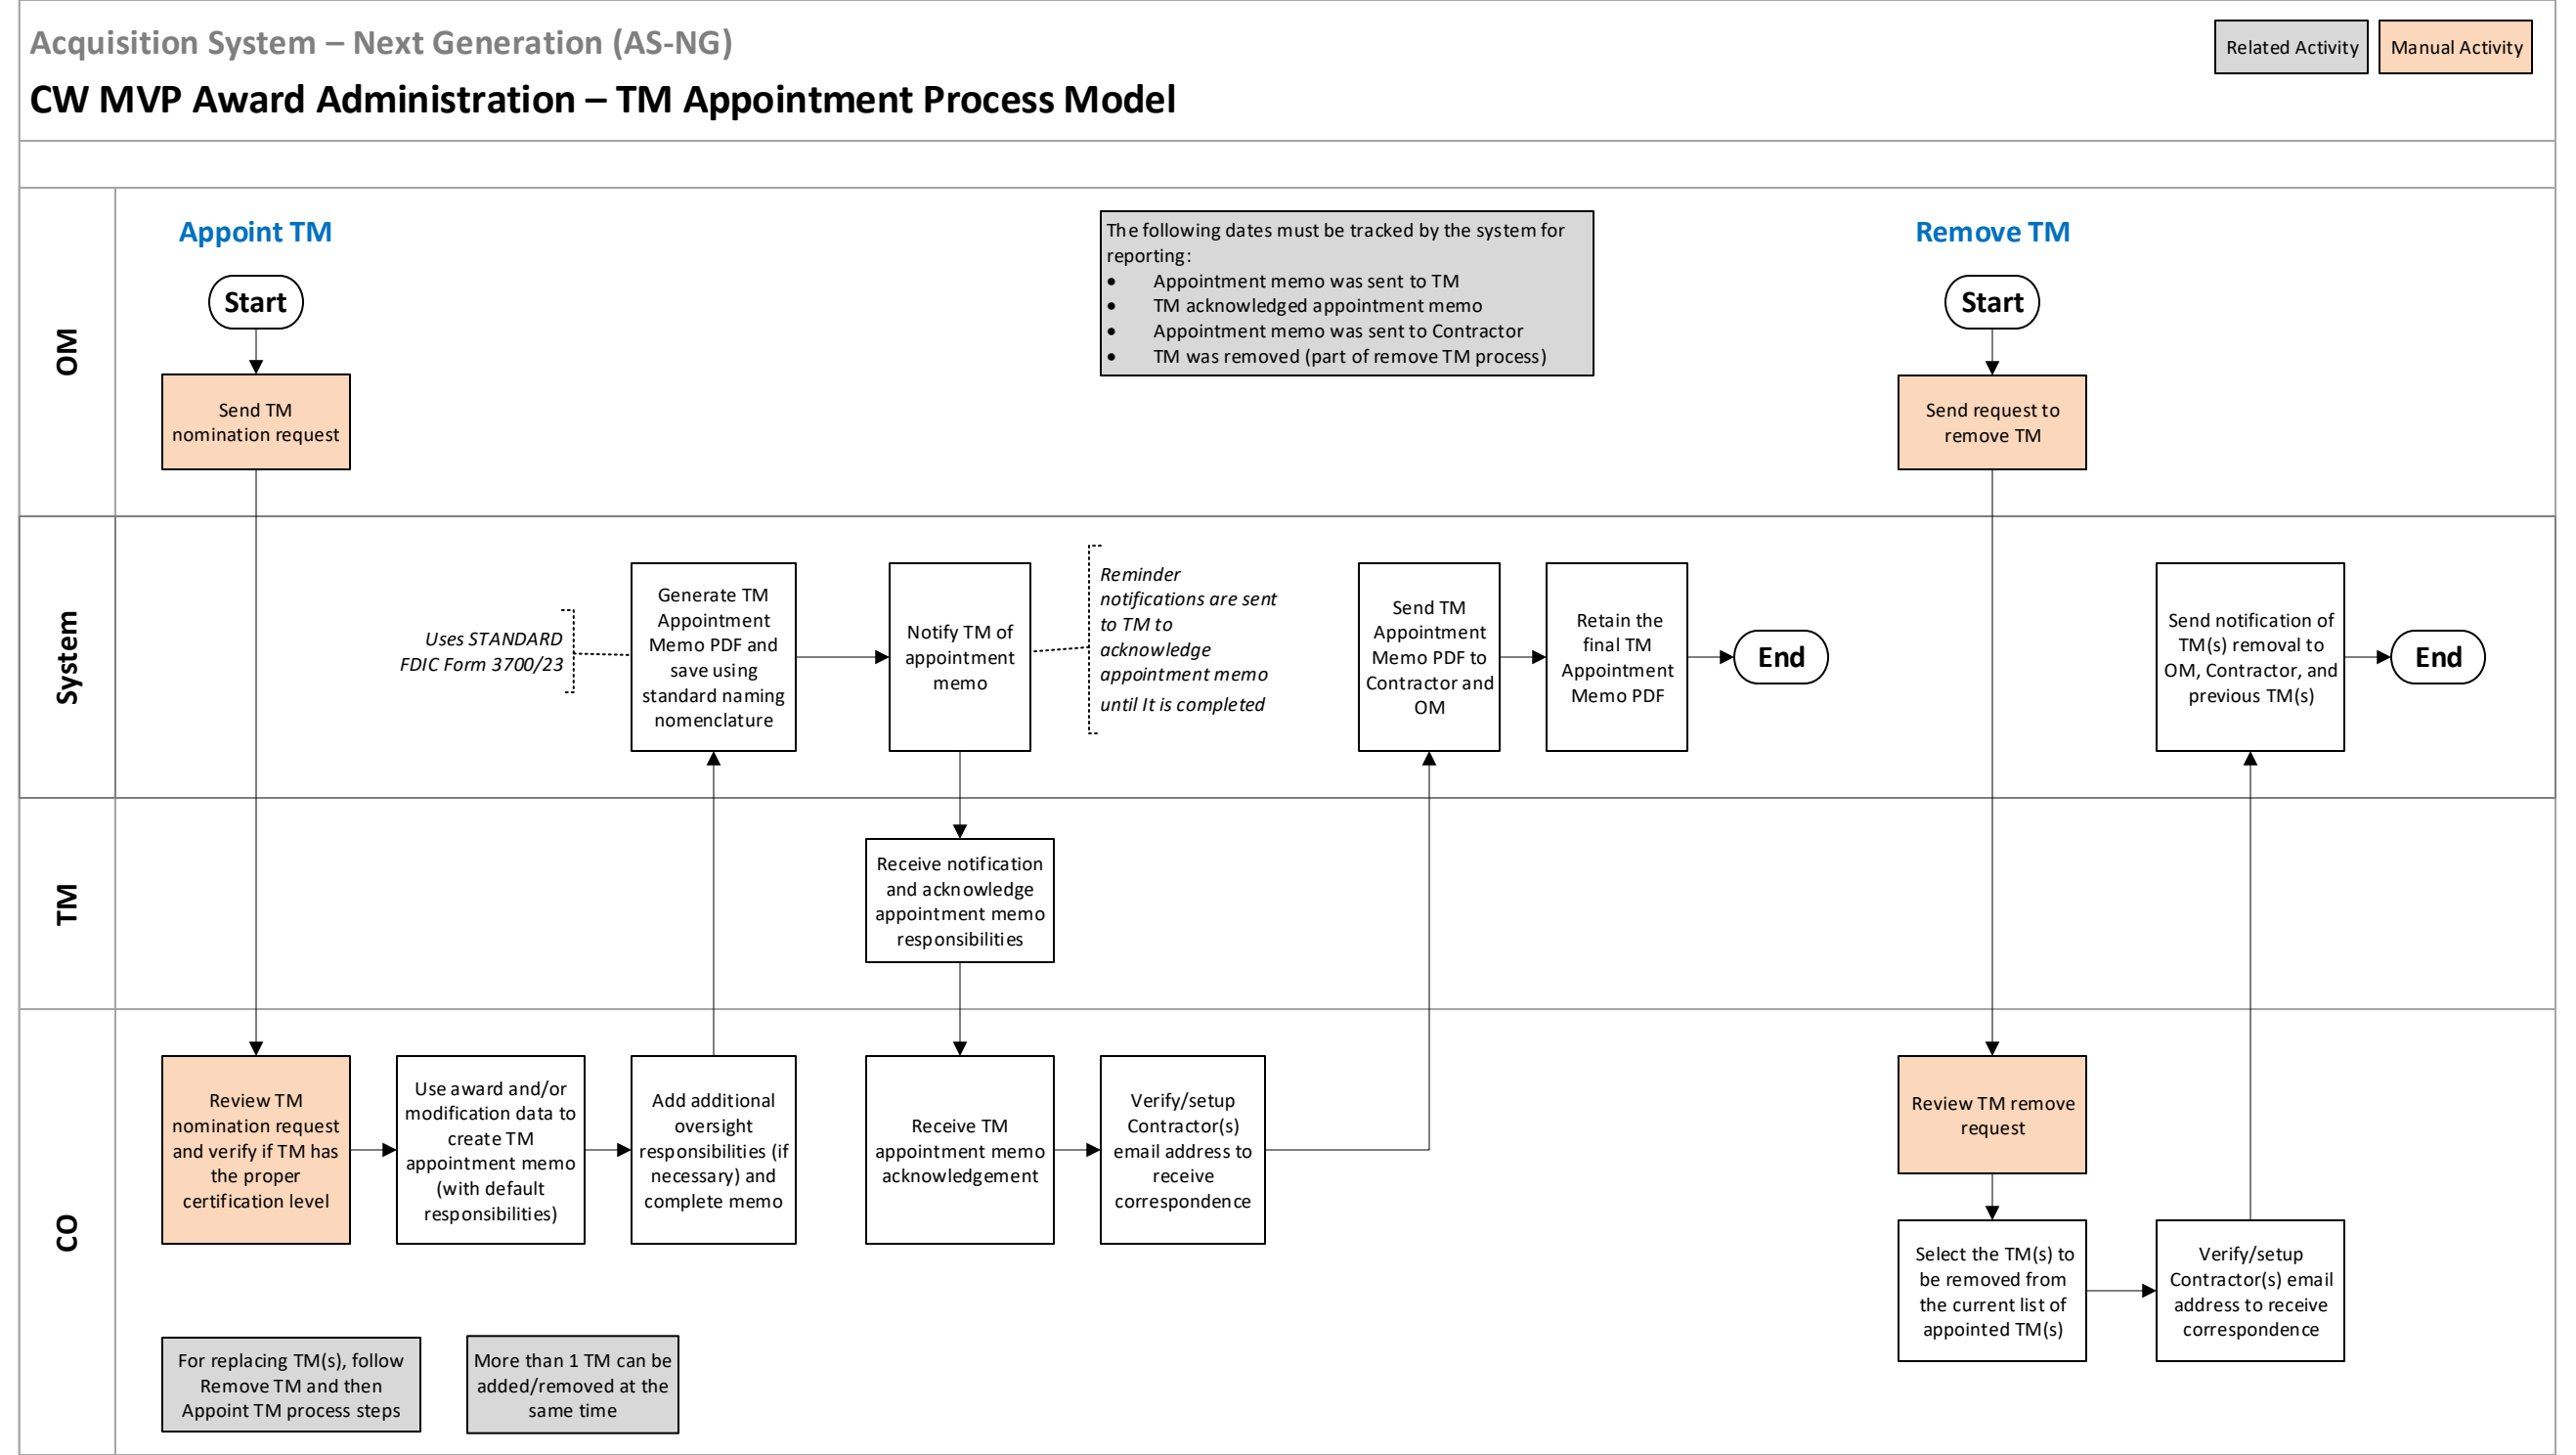 Acquisition System – Next Generation (AS-NG)
CW MVP Award Administration – TM Appointment Process Model
Related Activity
Manual Activity
OM
Appoint TM
Start
Send TM
nomination request
The following dates must be tracked by the system for
reporting:
• Appointment memo was sent to TM
• TM acknowledged appointment memo
• Appointment memo was sent to Contractor
• TM was removed (part of remove TM process)
Remove TM
Start
Send request to
remove TM
System
Uses STANDARD
FDIC Form 3700/23
Generate TM
Appointment
Memo PDF and
save using
standard naming
nomenclature
Notify TM of
appointment
memo
Reminder
notifications are sent
to TM to
acknowledge
appointment memo
until It is completed
Send TM
Appointment
Memo PDF to
Contractor and
OM
Retain the
final TM
Appointment
Memo PDF
End
Send notification of
TM(s) removal to
OM, Contractor, and
previous TM(s)
End
TM
Receive notification
and acknowledge
appointment memo
responsibilities
CO
Review TM
nomination request
and verify if TM has
the proper
certification level
Use award and/or
modification data to
create TM
appointment memo
(with default
responsibilities)
Add additional
oversight
responsibilities (if
necessary) and
complete memo
Receive TM
appointment memo
acknowledgement
Verify/setup
Contractor(s)
email address to
receive
correspondence
Review TM remove
request
Select the TM(s) to
be removed from
the current list of
appointed TM(s)
Verify/setup
Contractor(s) email
address to receive
correspondence
For replacing TM(s), follow
Remove TM and then
Appoint TM process steps
More than 1 TM can be
added/removed at the
same time